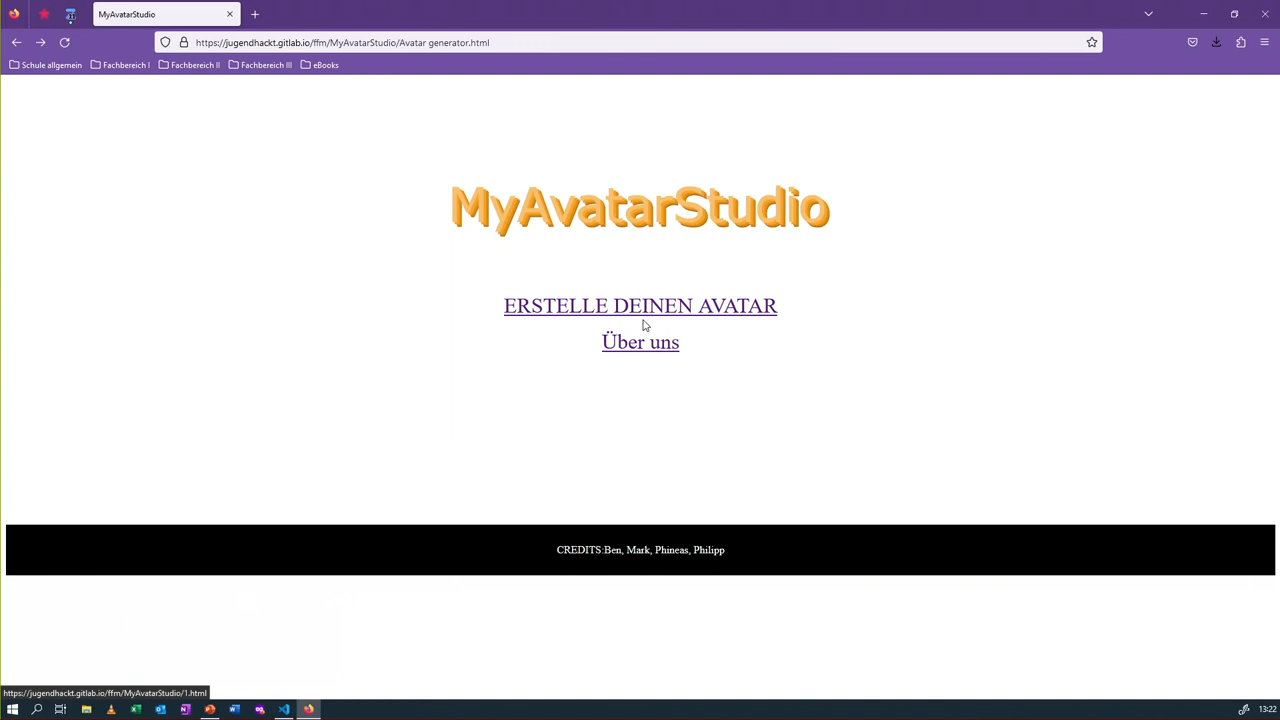 MyAvatarStudio
https://jugendhackt.gitlab.io/ffm/MyAvatarStudio/Avatar generator.html
Schule allgemein Fachbereich I Fachbereich II Fachbereich III eBooks
MyAvatarStudio
ERSTELLE DEINEN AVATAR
Über uns
CREDITS:Ben, Mark, Phineas, Philipp
https://jugendhackt.gitlab.io/ffm/MyAvatarStudio/1.html
13:22